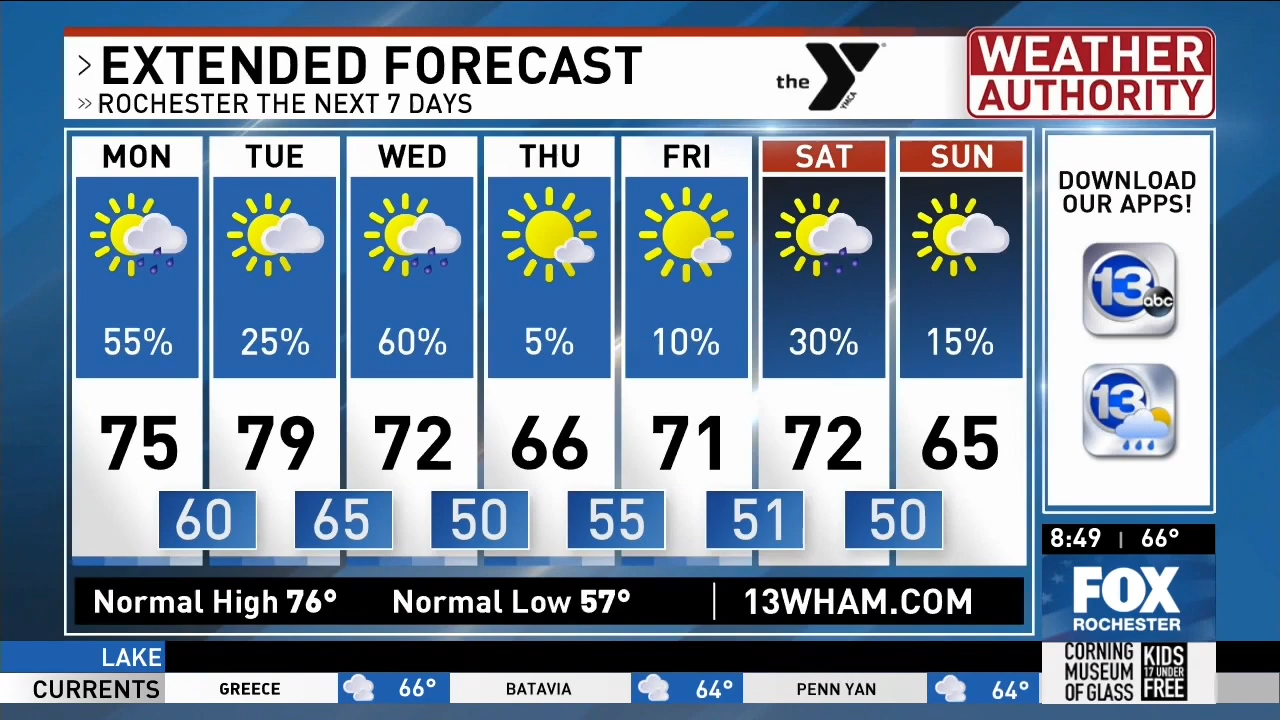 > EXTENDED FORECAST
» ROCHESTER THE NEXT 7 DAYS
the Y
YMCA
WEATHER
AUTHORITY
MON TUE WED THU FRI SAT SUN
55% 25% 60% 5% 10% 30% 15%
75 79 72 66 71 72 65
60 65 50 55 51 50
Normal High 76° Normal Low 57° | 13WHAM.COM
DOWNLOAD
OUR APPS!
13 abc
13
8:49 | 66°
FOX
ROCHESTER
LAKE
CURRENTS GREECE 66° BATAVIA 64° PENN YAN 64°
CORNING
MUSEUM
OF GLASS
KIDS
17 UNDER
FREE